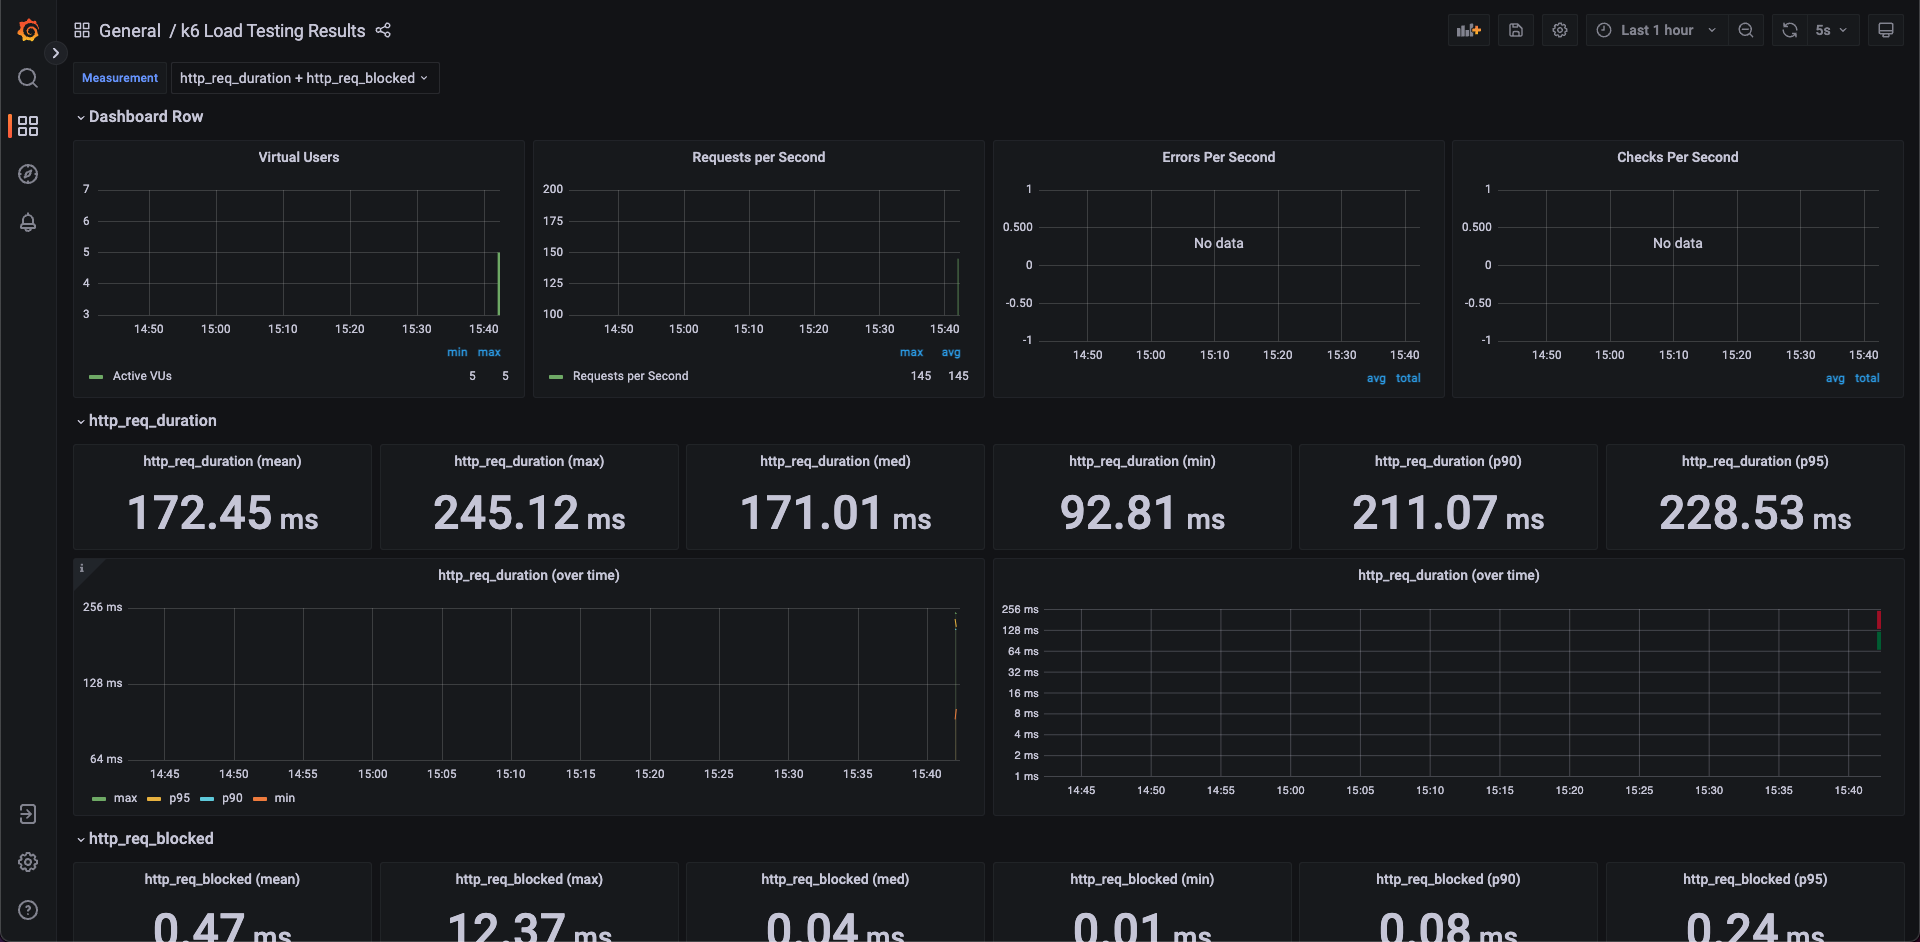 General / k6 Load Testing Results
Last 1 hour
5s
Measurement
http_req_duration + http_req_blocked
Dashboard Row
Virtual Users
7
6
5
4
3
14:50 15:00 15:10 15:20 15:30 15:40
min max
Active VUs 5 5
Requests per Second
200
175
150
125
100
14:50 15:00 15:10 15:20 15:30 15:40
max avg
Requests per Second 145 145
Errors Per Second
1
0.500
No data
0
-0.50
-1
14:50 15:00 15:10 15:20 15:30 15:40
avg total
Checks Per Second
1
0.500
No data
0
-0.50
-1
14:50 15:00 15:10 15:20 15:30 15:40
avg total
http_req_duration
http_req_duration (mean)
172.45 ms
http_req_duration (max)
245.12 ms
http_req_duration (med)
171.01 ms
http_req_duration (min)
92.81 ms
http_req_duration (p90)
211.07 ms
http_req_duration (p95)
228.53 ms
i
http_req_duration (over time)
256 ms
128 ms
64 ms
14:45 14:50 14:55 15:00 15:05 15:10 15:15 15:20 15:25 15:30 15:35 15:40
max p95 p90 min
http_req_duration (over time)
256 ms
128 ms
64 ms
32 ms
16 ms
8 ms
4 ms
2 ms
1 ms
14:45 14:50 14:55 15:00 15:05 15:10 15:15 15:20 15:25 15:30 15:35 15:40
http_req_blocked
http_req_blocked (mean)
0.47 ms
http_req_blocked (max)
12.37 ms
http_req_blocked (med)
0.04 ms
http_req_blocked (min)
0.01 ms
http_req_blocked (p90)
0.08 ms
http_req_blocked (p95)
0.24 ms